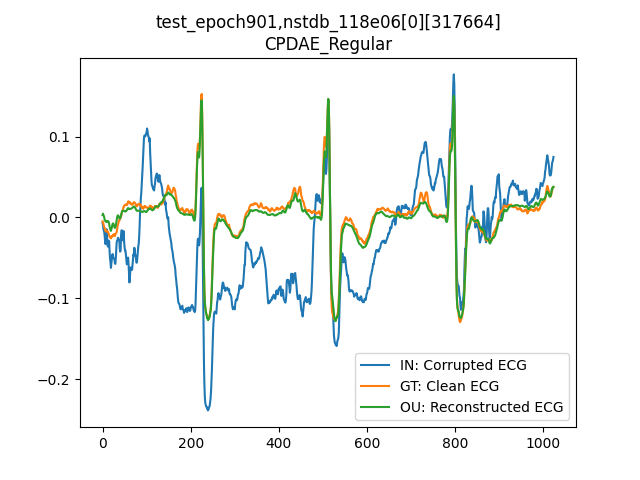 test_epoch901,nstdb_118e06[0][317664]
CPDAE_Regular
0.1
0.0
−0.1
−0.2
IN: Corrupted ECG
GT: Clean ECG
OU: Reconstructed ECG
0 200 400 600 800 1000